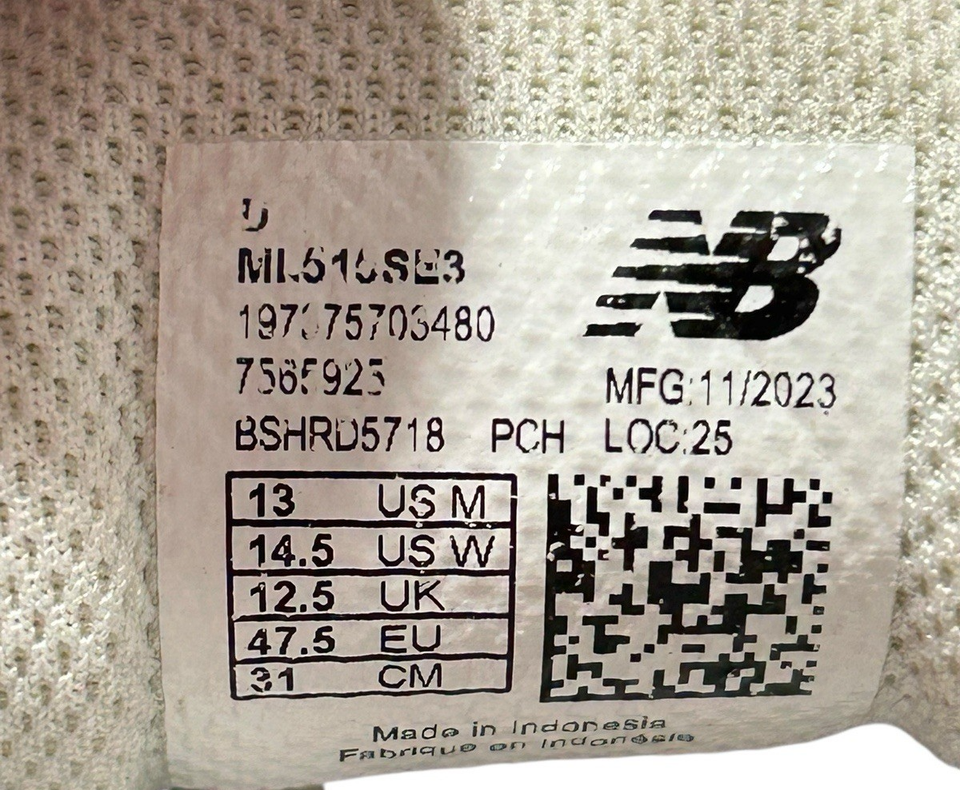 D
ML515SE3
NB
7565925
MFG:11/2023
BSHRD5718 PCH LOC:25
13 US M
14.5 US W
12.5 UK
47.5 EU
31 CM
Made in Indonesia
Fabriqué en Indonésie